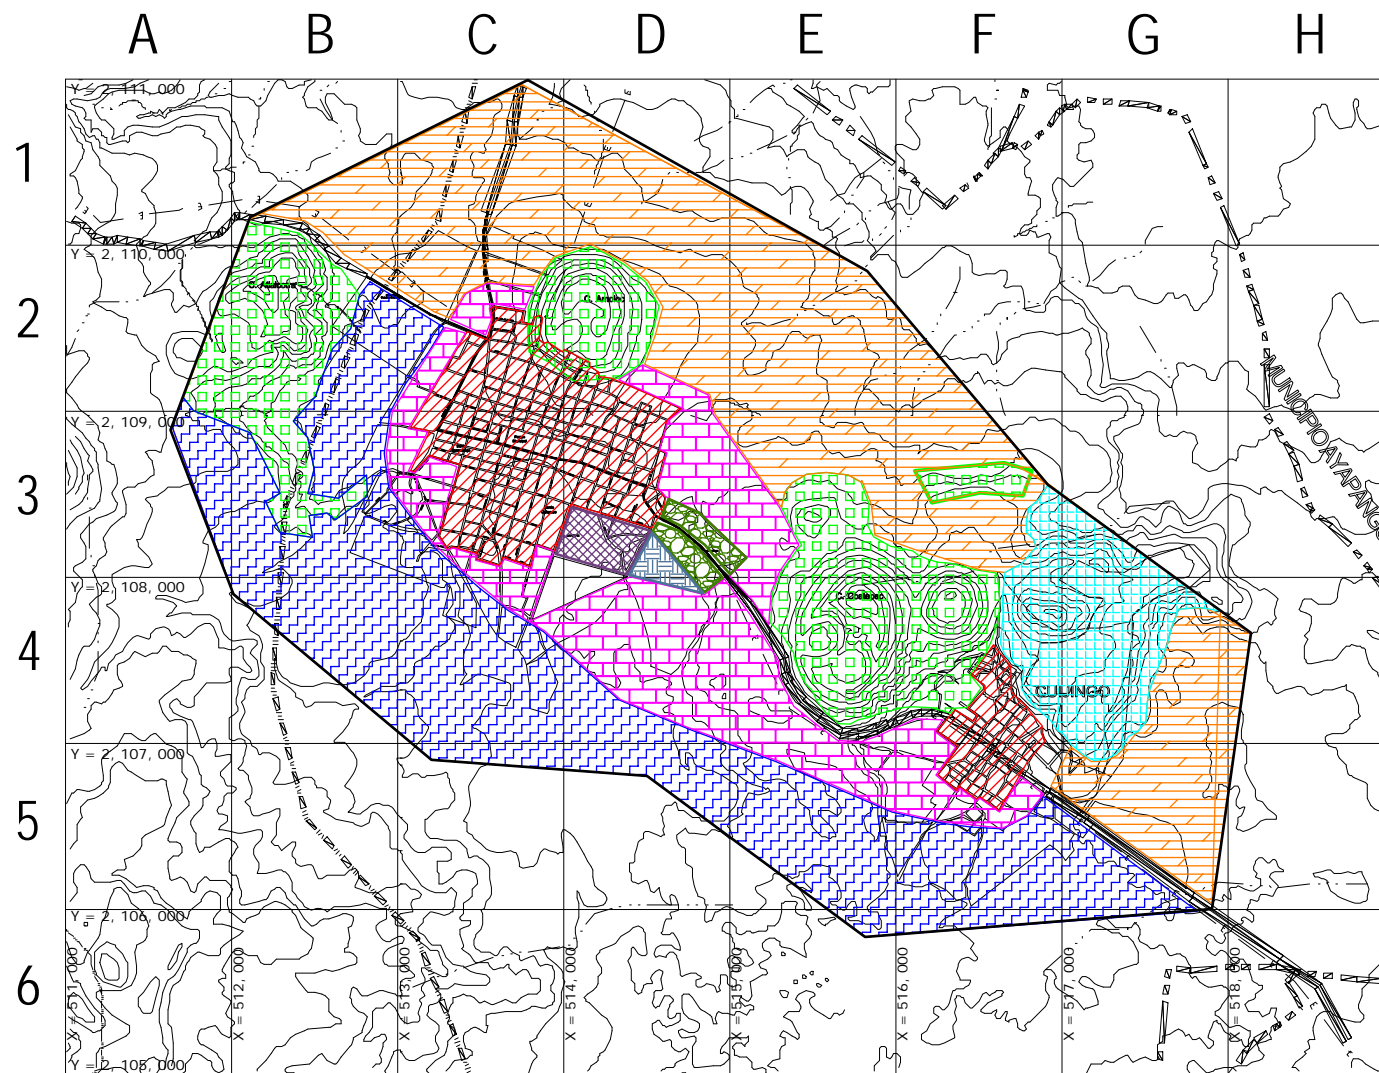 A B C D E F G H
1
Y = 2, 111, 000
2
Y = 2, 110, 000
MUNICIPIO AYAPANGO
3
Y = 2, 109, 000
4
Y = 2, 108, 000
5
Y = 2, 107, 000
6
Y = 2, 106, 000
X = 511, 000
X = 512, 000
X = 513, 000
X = 514, 000
X = 515, 000
X = 516, 000
X = 517, 000
X = 518, 000
Y = 2, 105, 000